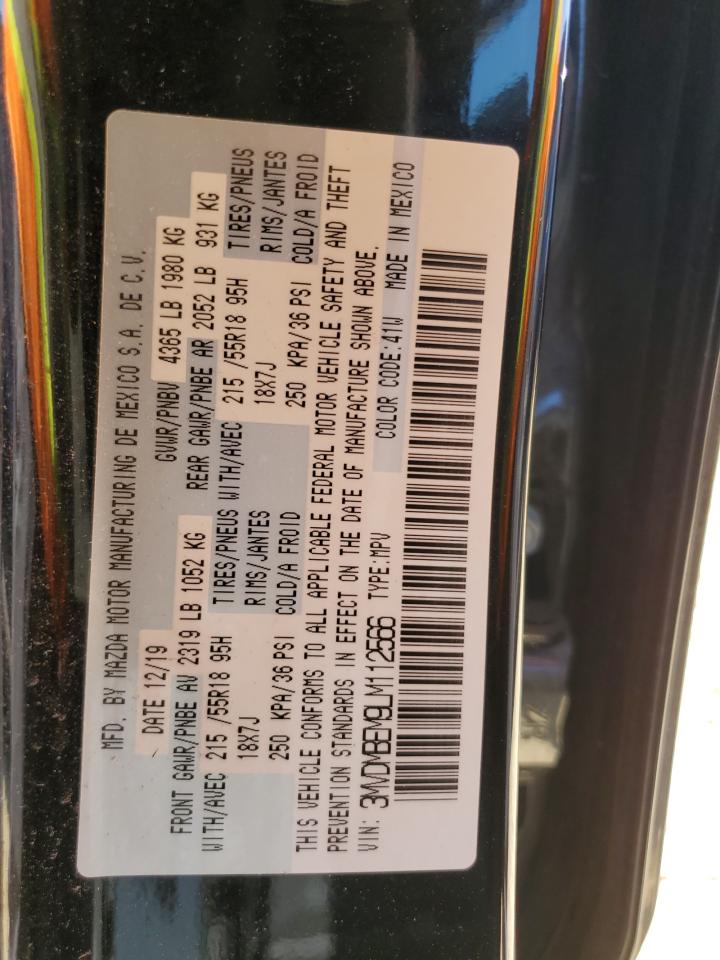 MFD. BY MAZDA MOTOR MANUFACTURING DE MEXICO S.A. DE C.V.
DATE 12/19 GVWR/PNBV 4365 LB 1980 KG
FRONT GAWR/PNBE AV 2319 LB 1052 KG REAR GAWR/PNBE AR 2052 LB 931 KG
WITH/AVEC 215 /55R18 95H TIRES/PNEUS WITH/AVEC 215 /55R18 95H TIRES/PNEUS
18X7J RIMS/JANTES 18X7J RIMS/JANTES
250 KPA/36 PSI COLD/A FROID 250 KPA/36 PSI COLD/A FROID
THIS VEHICLE CONFORMS TO ALL APPLICABLE FEDERAL MOTOR VEHICLE SAFETY AND THEFT
PREVENTION STANDARDS IN EFFECT ON THE DATE OF MANUFACTURE SHOWN ABOVE.
VIN: 3MVDMBEM9LM112566 TYPE:MPV COLOR CODE:41W MADE IN MEXICO